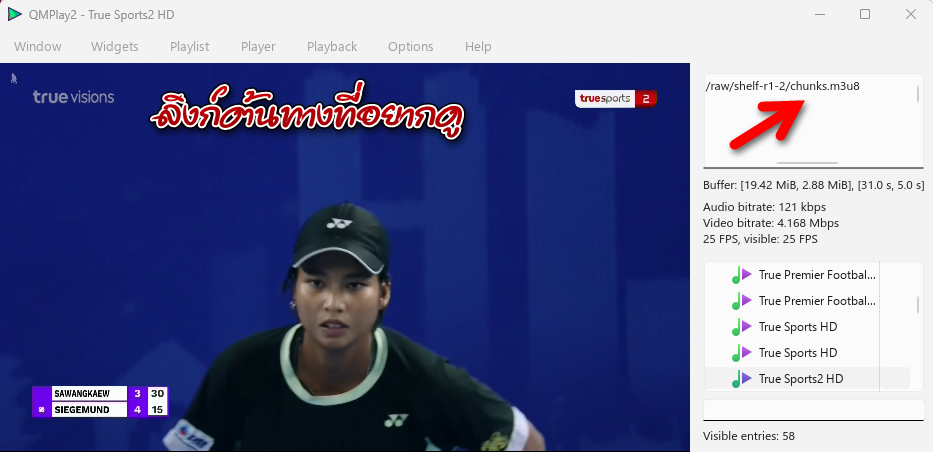 QMPlay2 - True Sports2 HD
Window Widgets Playlist Player Playback Options Help
true visions
ลิงก์ต้นทางที่อยากดู
truesports 2
SAWANGKAEW 3 30
SIEGEMUND 4 15
/raw/shelf-r1-2/chunks.m3u8
Buffer: [19.42 MiB, 2.88 MiB], [31.0 s, 5.0 s]
Audio bitrate: 121 kbps
Video bitrate: 4.168 Mbps
25 FPS, visible: 25 FPS
True Premier Footbal...
True Premier Footbal...
True Sports HD
True Sports HD
True Sports2 HD
Visible entries: 58